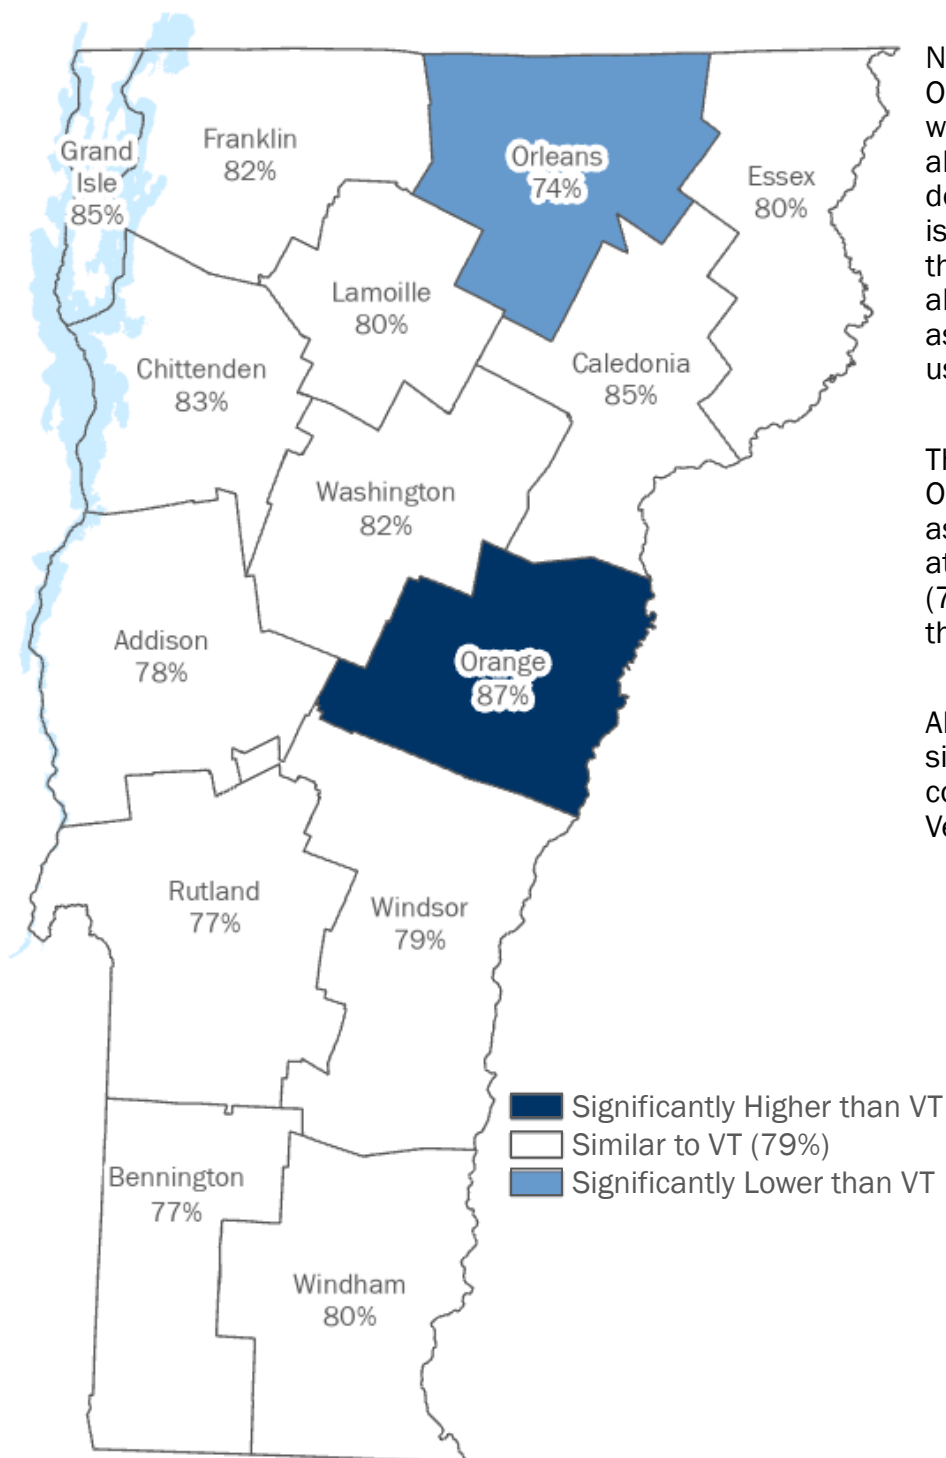 Franklin
82%
Grand
Isle
85%
Orleans
74%
Essex
80%
Lamoille
80%
Chittenden
83%
Caledonia
85%
Washington
82%
Addison
78%
Orange
87%
Rutland
77%
Windsor
79%
Significantly Higher than VT
Similar to VT (79%)
Significantly Lower than VT
Bennington
77%
Windham
80%